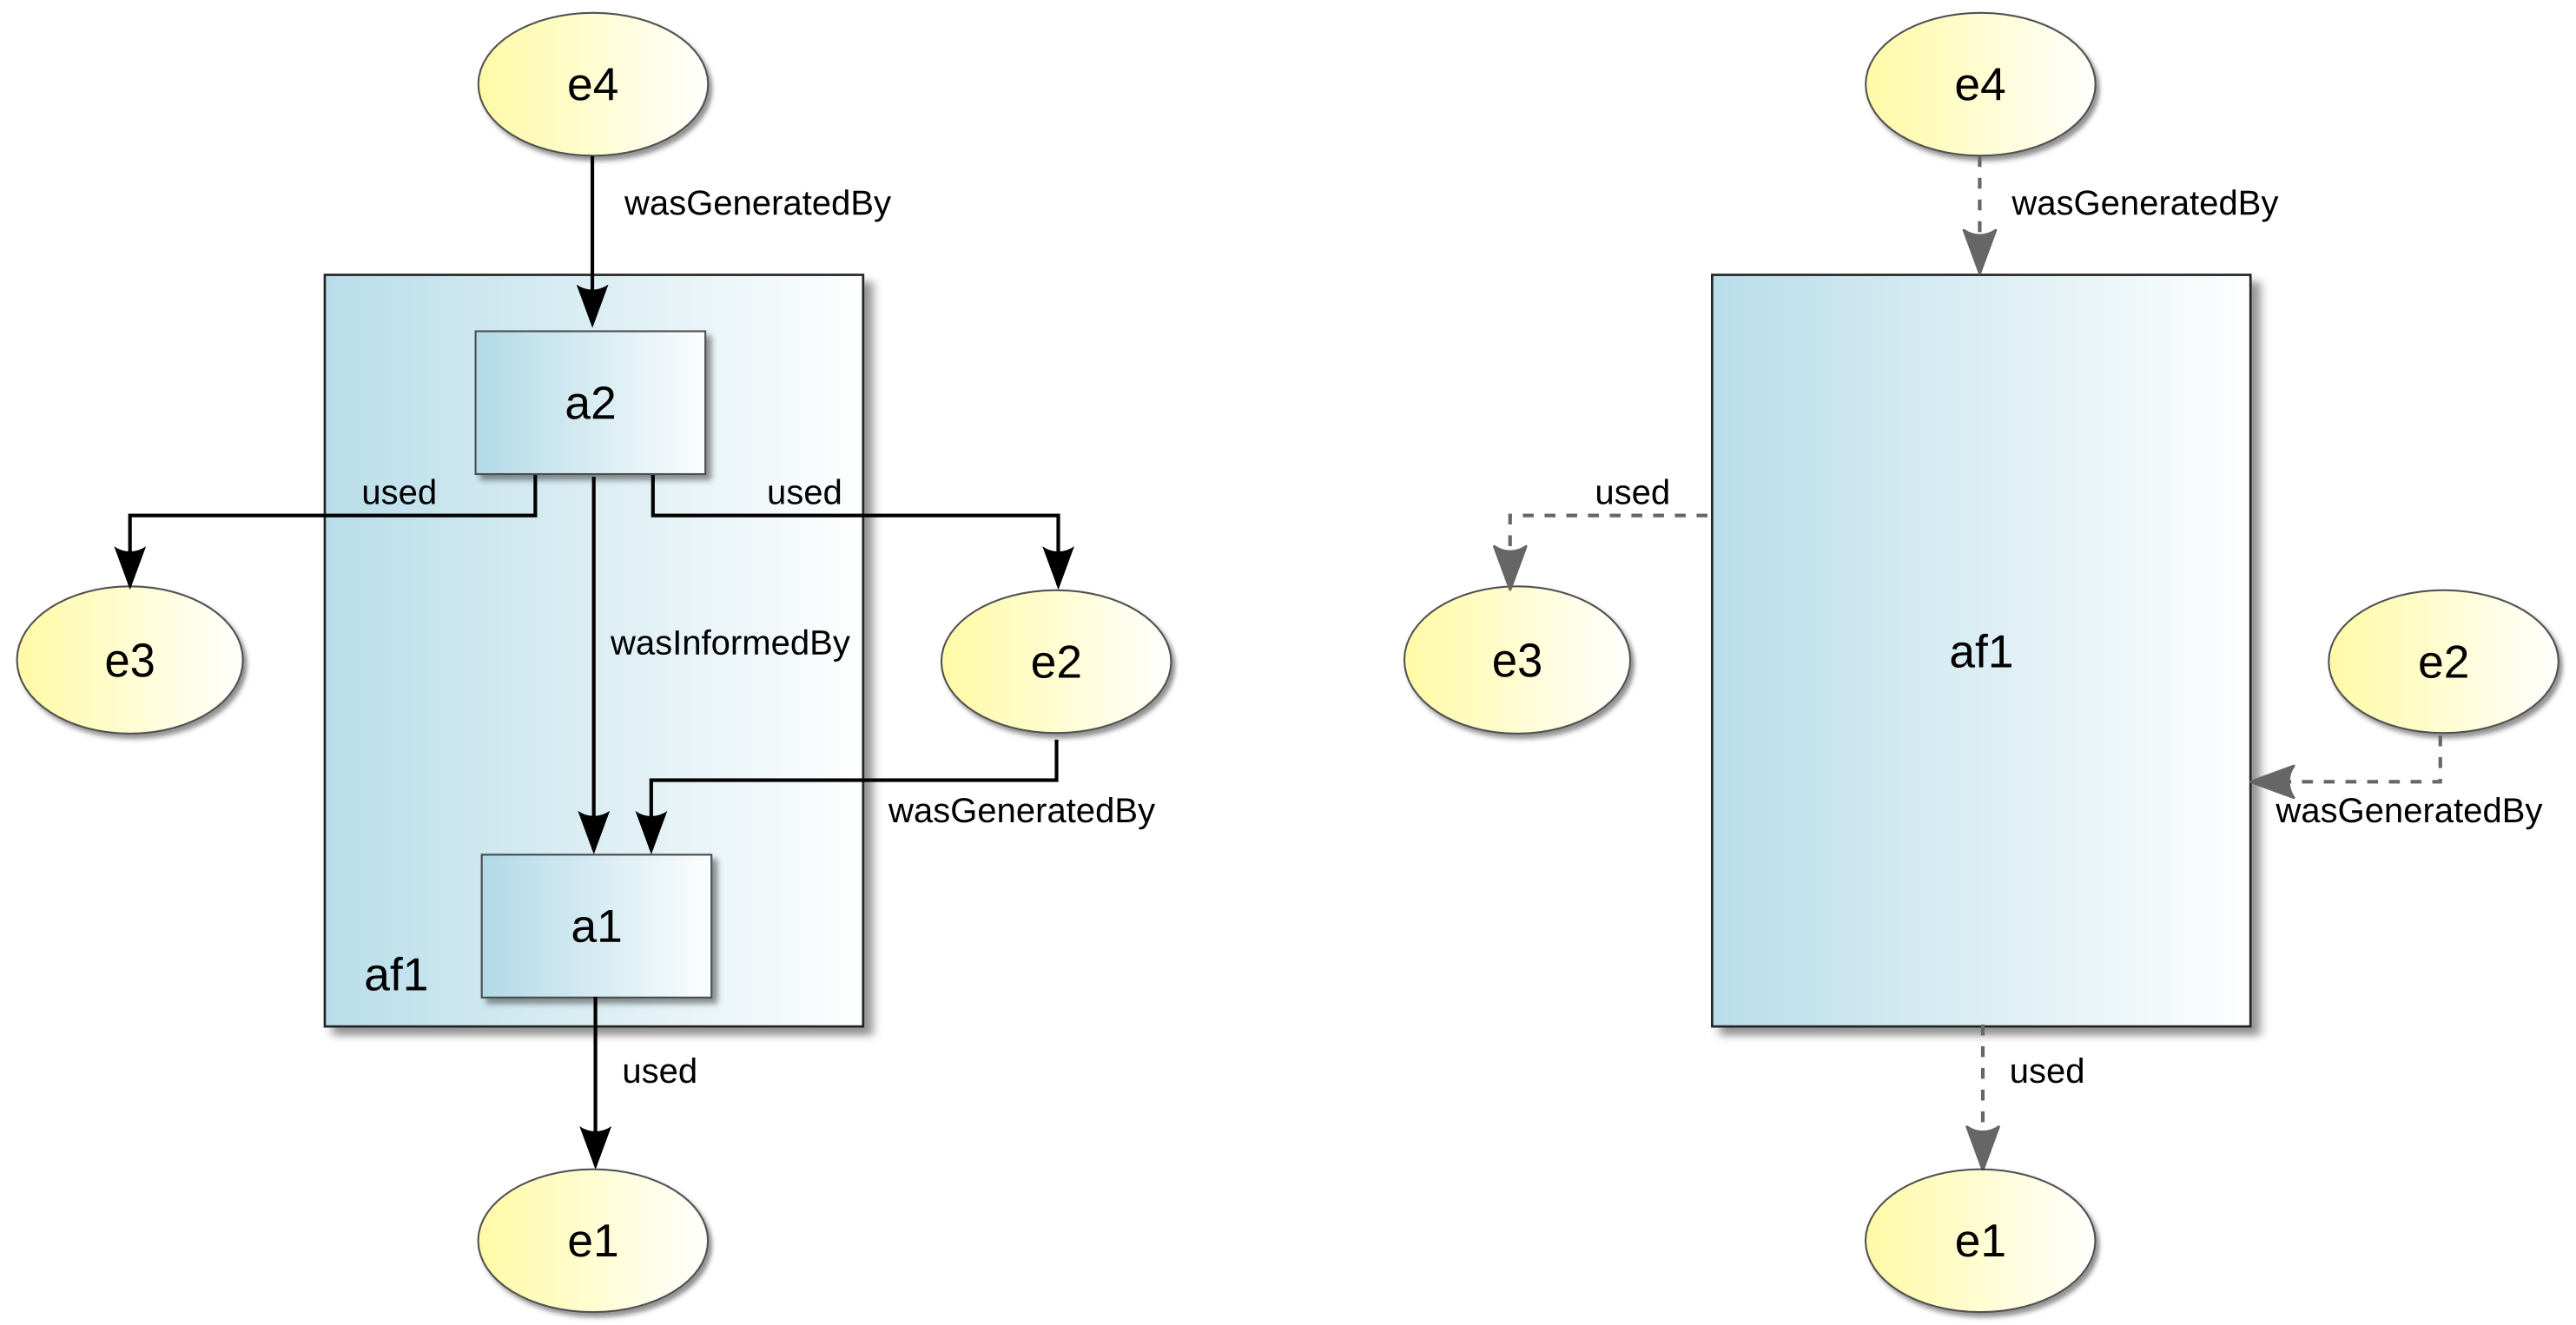 e4
wasGeneratedBy
a2
used
used
wasInformedBy
e3
e2
wasGeneratedBy
a1
af1
used
e1
e4
wasGeneratedBy
used
af1
e3
e2
wasGeneratedBy
used
e1